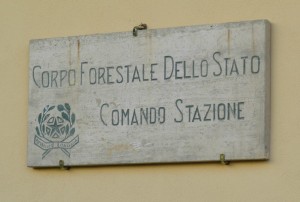 CORPO FORESTALE DELLO STATO
COMANDO STAZIONE